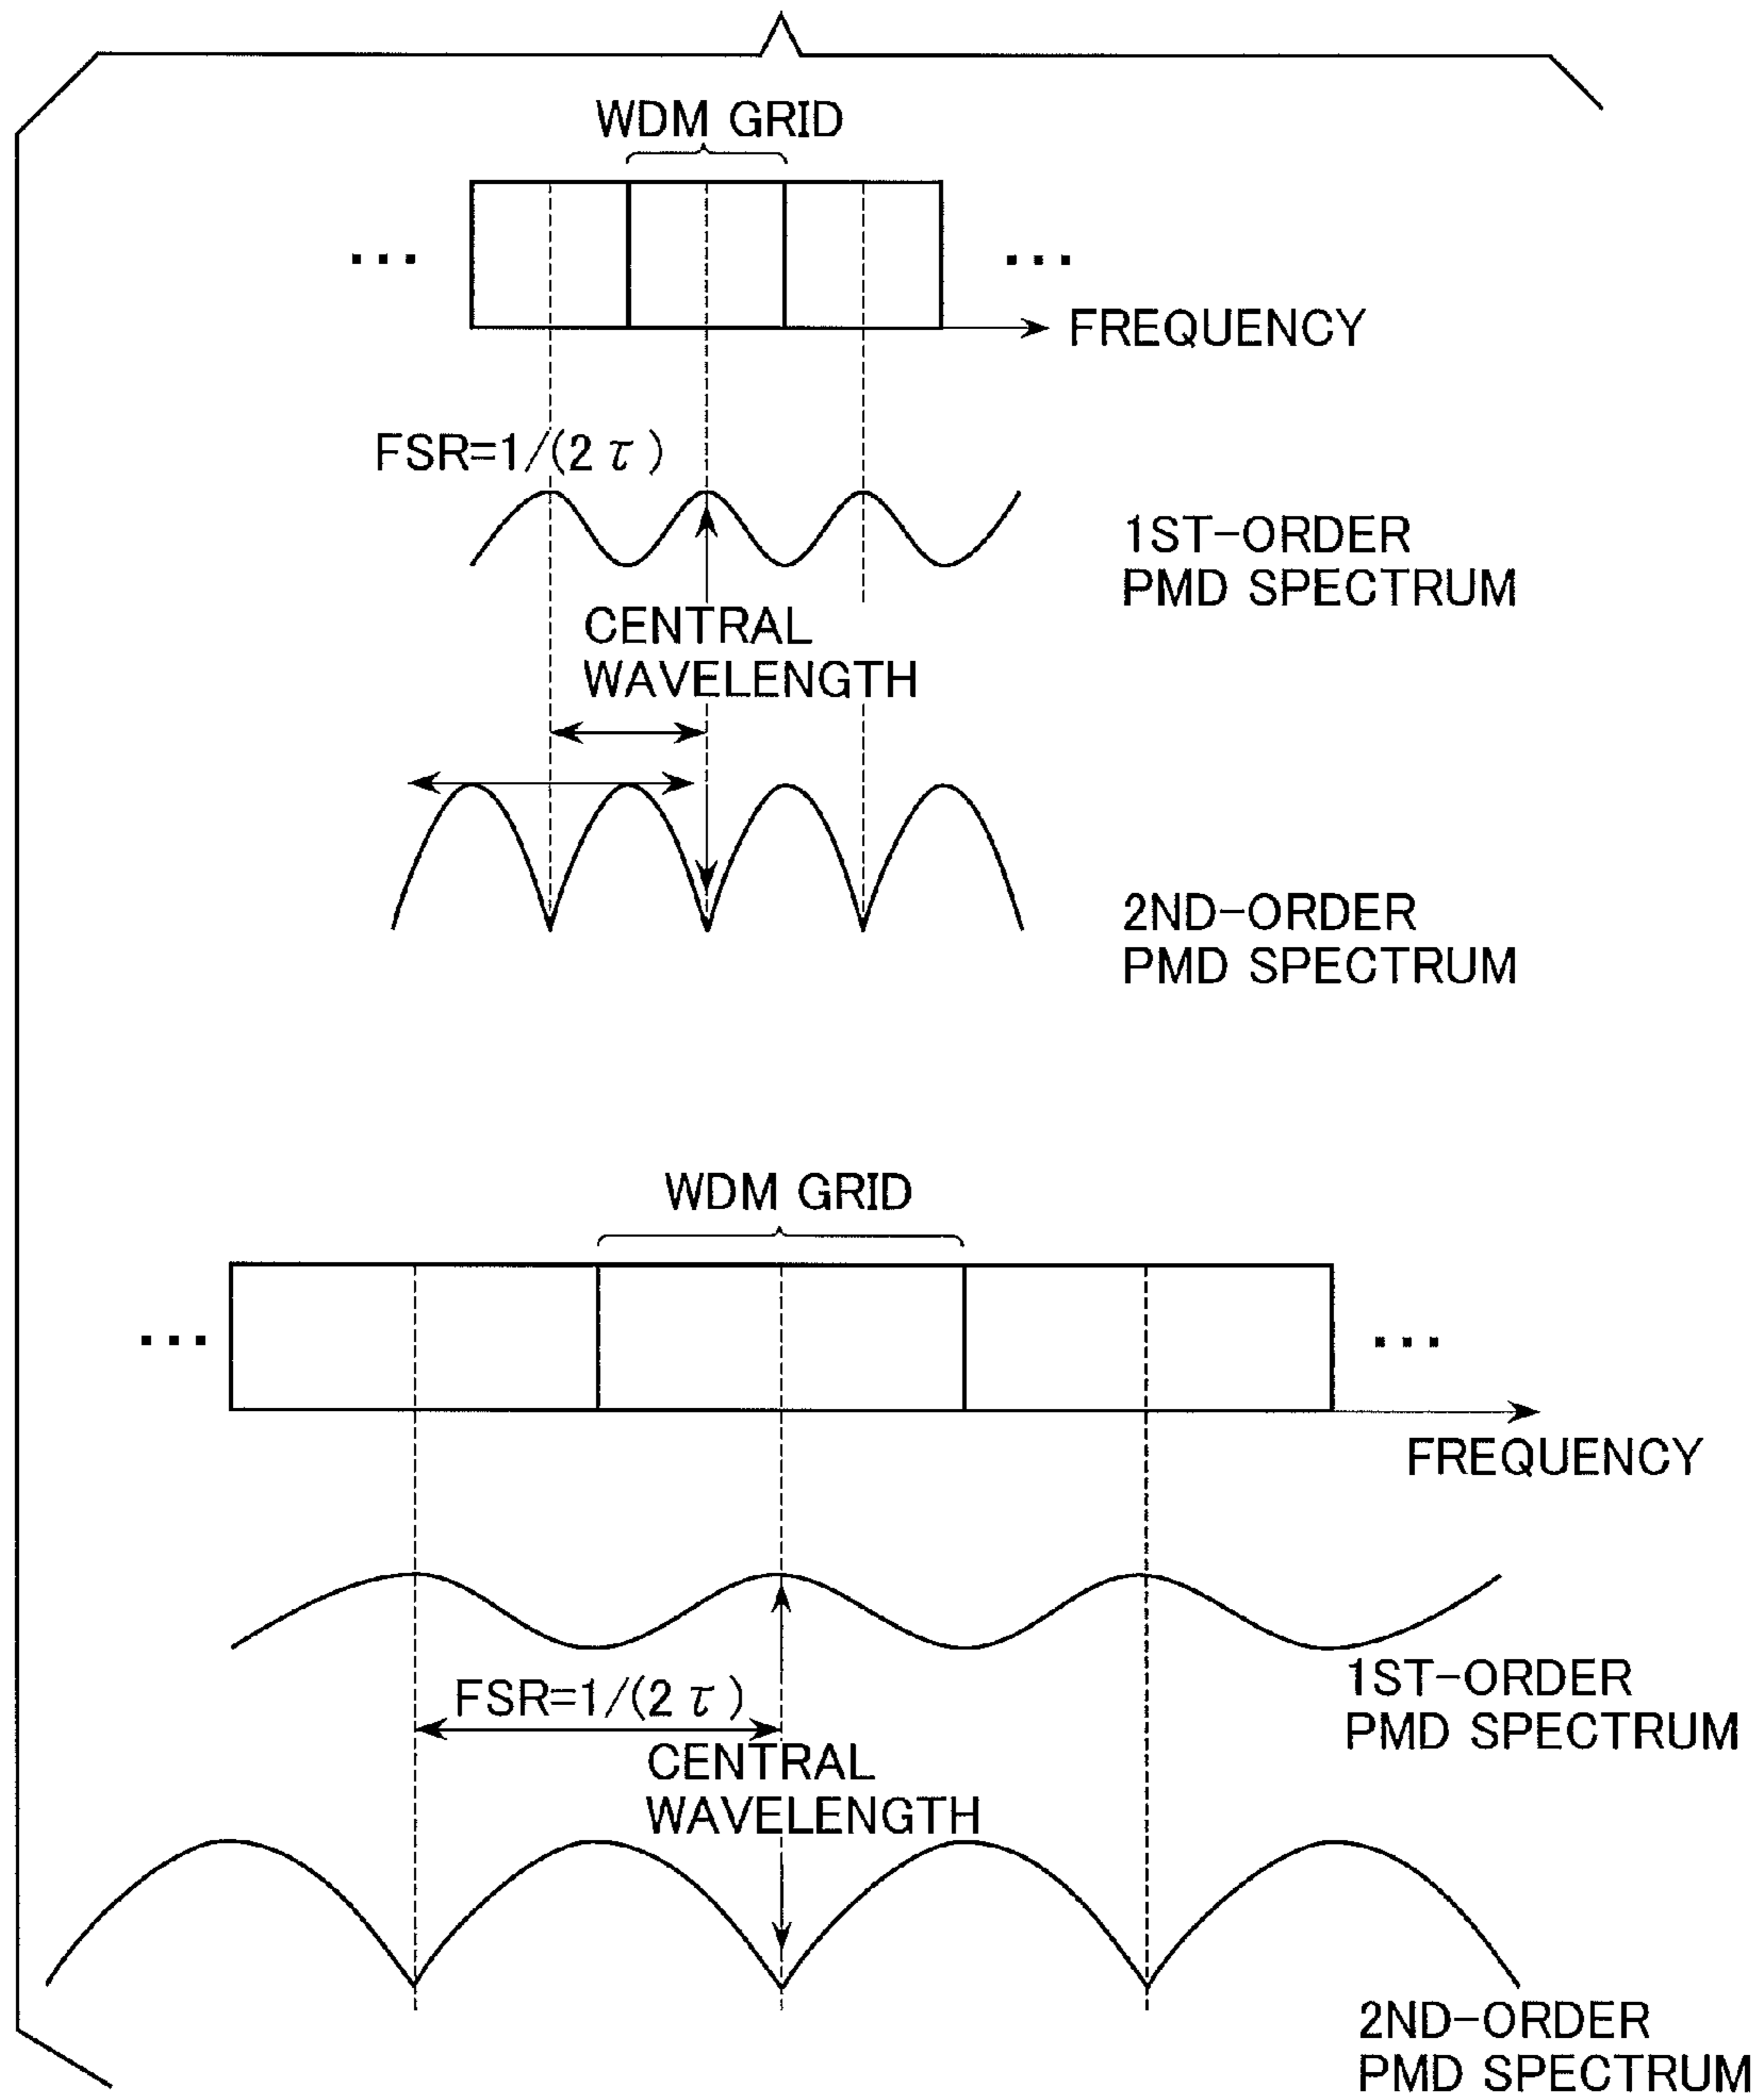 WDM GRID
... ...
FREQUENCY
FSR=1/(2τ)
1ST-ORDER
PMD SPECTRUM
CENTRAL
WAVELENGTH
2ND-ORDER
PMD SPECTRUM
WDM GRID
... ...
FREQUENCY
1ST-ORDER
PMD SPECTRUM
FSR=1/(2τ)
CENTRAL
WAVELENGTH
2ND-ORDER
PMD SPECTRUM